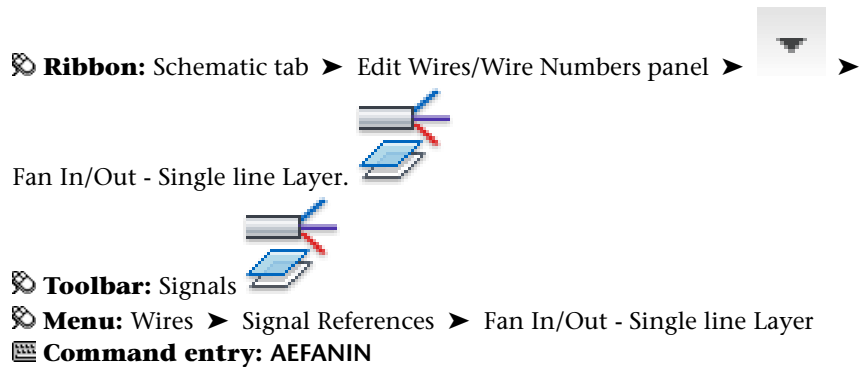 Ribbon: Schematic tab ➤ Edit Wires/Wire Numbers panel ➤ ➤
Fan In/Out - Single line Layer.
Toolbar: Signals
Menu: Wires ➤ Signal References ➤ Fan In/Out - Single line Layer
Command entry: AEFANIN